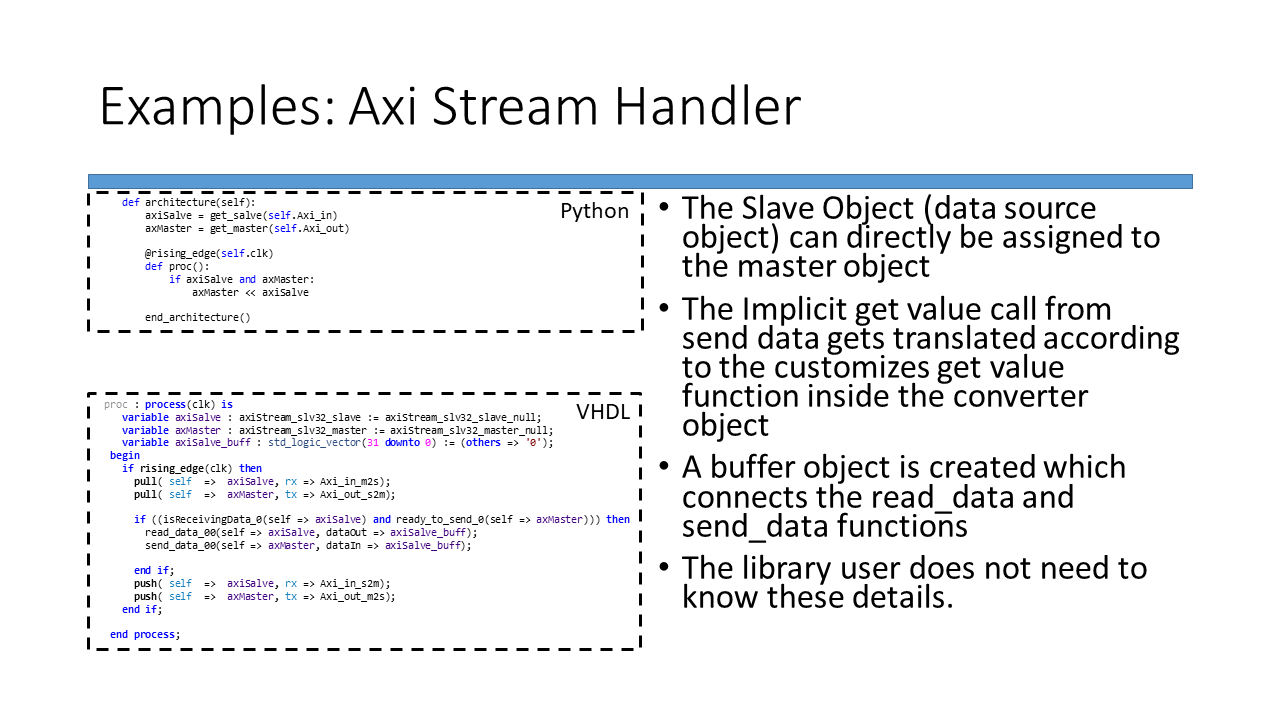 Examples: Axi Stream Handler
Python
def architecture(self):
axiSalve = get_salve(self.Axi_in)
axMaster = get_master(self.Axi_out)
@rising_edge(self.clk)
def proc():
if axiSalve and axMaster:
axMaster << axiSalve
end_architecture()
VHDL
proc : process(clk) is
variable axiSalve : axiStream_slv32_slave := axiStream_slv32_slave_null;
variable axMaster : axiStream_slv32_master := axiStream_slv32_master_null;
variable axiSalve_buff : std_logic_vector(31 downto 0) := (others => '0');
begin
if rising_edge(clk) then
pull( self  =>  axiSalve, rx => Axi_in_m2s);
pull( self  =>  axMaster, tx => Axi_out_s2m);
if ((isReceivingData_0(self => axiSalve) and ready_to_send_0(self => axMaster))) then
read_data_00(self => axiSalve, dataOut => axiSalve_buff);
send_data_00(self => axMaster, dataIn => axiSalve_buff);
end if;
push( self  =>  axiSalve, rx => Axi_in_s2m);
push( self  =>  axMaster, tx => Axi_out_m2s);
end if;
end process;
• The Slave Object (data source
object) can directly be assigned to
the master object
• The Implicit get value call from
send data gets translated according
to the customizes get value
function inside the converter
object
• A buffer object is created which
connects the read_data and
send_data functions
• The library user does not need to
know these details.